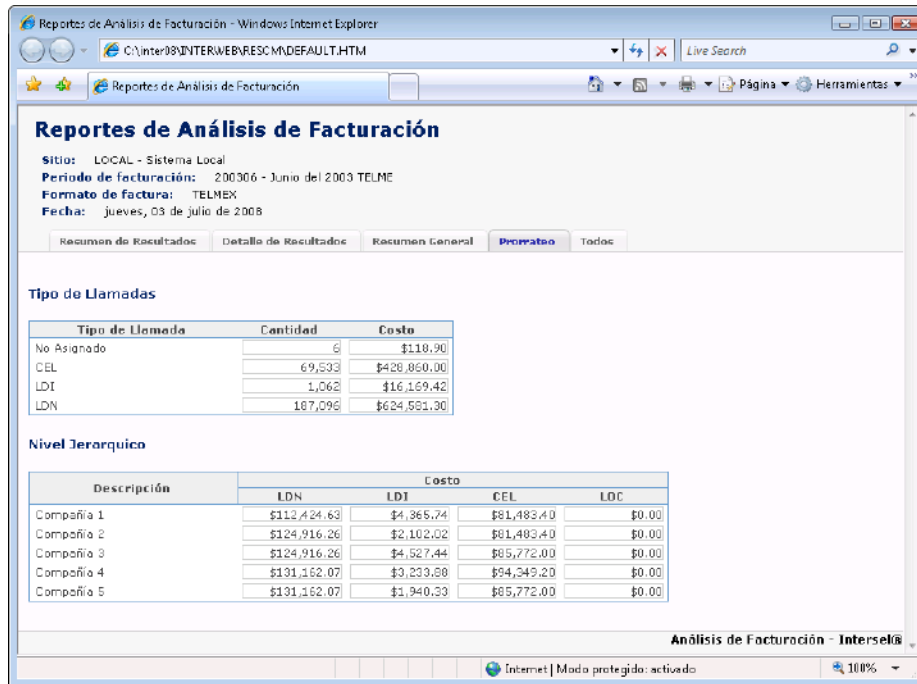 Reportes de Análisis de Facturación - Windows Internet Explorer
C:\inter08\INTERWEB\RESCM\DEFAULT.HTM
Live Search
Reportes de Análisis de Facturación
Página
Herramientas
Reportes de Análisis de Facturación
Sitio: LOCAL - Sistema Local
Periodo de facturación: 200306 - Junio del 2003 TELME
Formato de factura: TELMEX
Fecha: jueves, 03 de julio de 2008
Resumen de Resultados Detalle de Resultados Resumen General Prorrateo Todos
Tipo de Llamadas
Tipo de Llamada Cantidad Costo
No Asignado 6 $118.90
CEL 69,533 $428,860.00
LDI 1,062 $16,169.42
LDN 187,096 $624,581.30
Nivel Jerarquico
Descripción Costo
LDN LDI CEL LOC
Compañía 1 $112,424.63 $4,365.74 $81,483.40 $0.00
Compañía 2 $124,916.26 $2,102.02 $81,483.40 $0.00
Compañía 3 $124,916.26 $4,527.44 $85,772.00 $0.00
Compañía 4 $131,162.07 $3,233.88 $94,349.20 $0.00
Compañía 5 $131,162.07 $1,940.33 $85,772.00 $0.00
Análisis de Facturación - Intersel®
Internet | Modo protegido: activado
100%